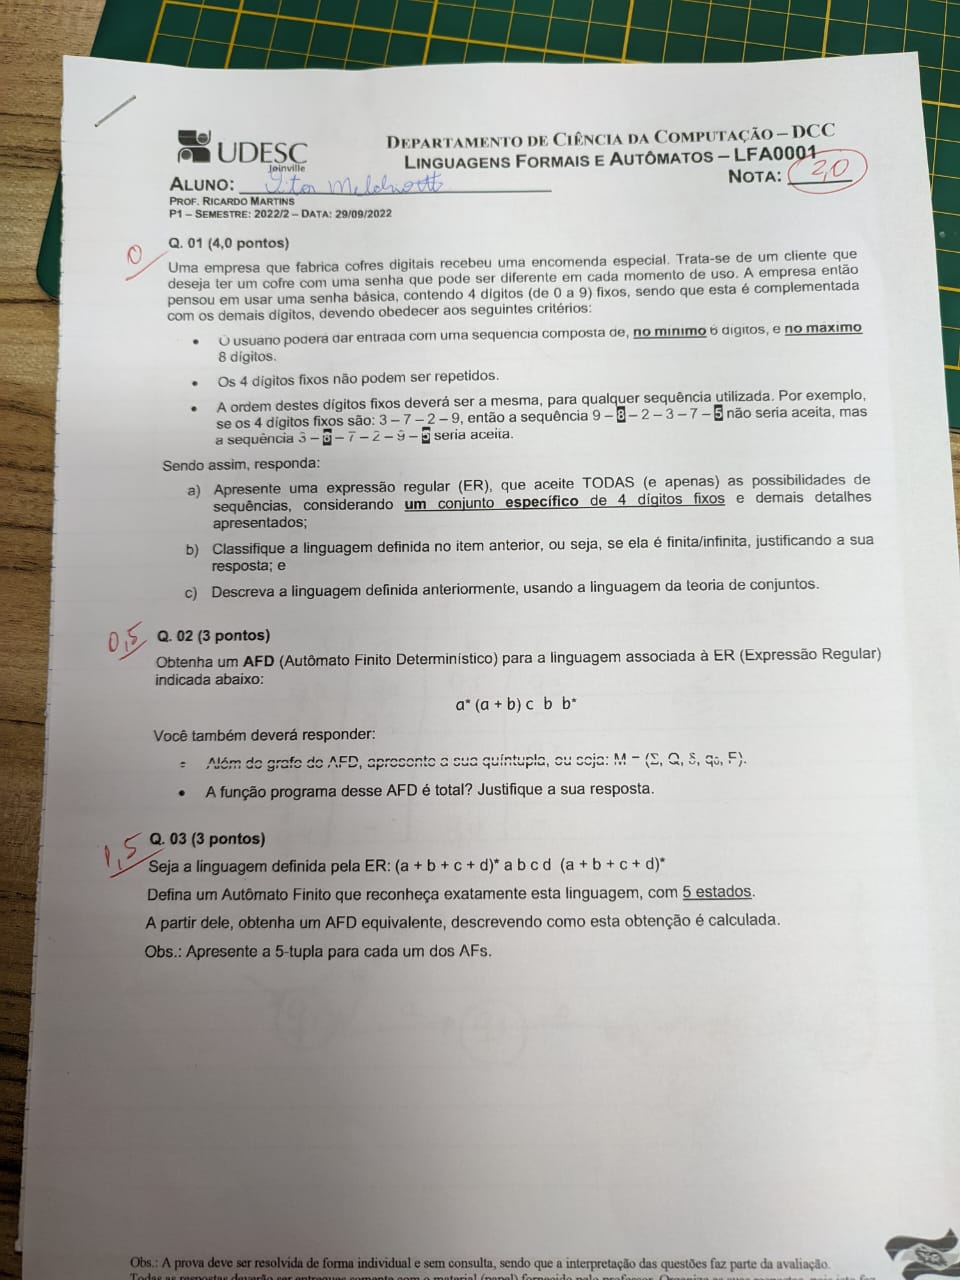 UDESC
Joinville
DEPARTAMENTO DE CIÊNCIA DA COMPUTAÇÃO – DCC
LINGUAGENS FORMAIS E AUTÔMATOS – LFA0001
NOTA: 2,0
ALUNO:
PROF. RICARDO MARTINS
P1 – SEMESTRE: 2022/2 – DATA: 29/09/2022
0
Q. 01 (4,0 pontos)
Uma empresa que fabrica cofres digitais recebeu uma encomenda especial. Trata-se de um cliente que
deseja ter um cofre com uma senha que pode ser diferente em cada momento de uso. A empresa então
pensou em usar uma senha básica, contendo 4 dígitos (de 0 a 9) fixos, sendo que esta é complementada
com os demais dígitos, devendo obedecer aos seguintes critérios:
• O usuário poderá dar entrada com uma sequência composta de, no mínimo 6 dígitos, e no máximo
8 dígitos.
• Os 4 dígitos fixos não podem ser repetidos.
• A ordem destes dígitos fixos deverá ser a mesma, para qualquer sequência utilizada. Por exemplo,
se os 4 dígitos fixos são: 3 – 7 – 2 – 9, então a sequência 9 – 8 – 2 – 3 – 7 – 5 não seria aceita, mas
a sequência 3 – 8 – 7 – 2 – 9 – 5 seria aceita.
Sendo assim, responda:
a) Apresente uma expressão regular (ER), que aceite TODAS (e apenas) as possibilidades de
sequências, considerando um conjunto específico de 4 dígitos fixos e demais detalhes
apresentados;
b) Classifique a linguagem definida no item anterior, ou seja, se ela é finita/infinita, justificando a sua
resposta; e
c) Descreva a linguagem definida anteriormente, usando a linguagem da teoria de conjuntos.
0,5
Q. 02 (3 pontos)
Obtenha um AFD (Autômato Finito Determinístico) para a linguagem associada à ER (Expressão Regular)
indicada abaixo:
a* (a + b) c b b*
Você também deverá responder:
• Além do grafo do AFD, apresente a sua quíntupla, ou seja: M = (Σ, Q, δ, q₀, F).
• A função programa desse AFD é total? Justifique a sua resposta.
1,5
Q. 03 (3 pontos)
Seja a linguagem definida pela ER: (a + b + c + d)* a b c d (a + b + c + d)*
Defina um Autômato Finito que reconheça exatamente esta linguagem, com 5 estados.
A partir dele, obtenha um AFD equivalente, descrevendo como esta obtenção é calculada.
Obs.: Apresente a 5-tupla para cada um dos AFs.
Obs.: A prova deve ser resolvida de forma individual e sem consulta, sendo que a interpretação das questões faz parte da avaliação.